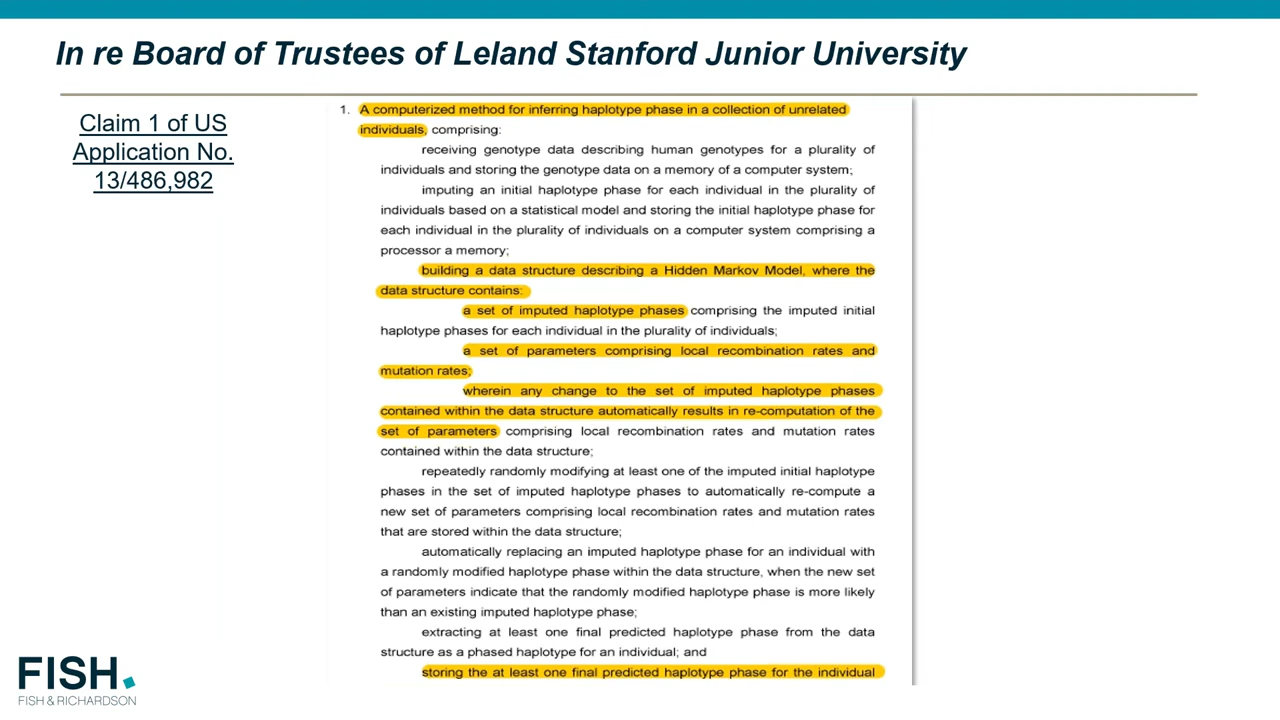 In re Board of Trustees of Leland Stanford Junior University
Claim 1 of US
Application No.
13/486,982
1. A computerized method for inferring haplotype phase in a collection of unrelated
individuals, comprising:
receiving genotype data describing human genotypes for a plurality of
individuals and storing the genotype data on a memory of a computer system;
imputing an initial haplotype phase for each individual in the plurality of
individuals based on a statistical model and storing the initial haplotype phase for
each individual in the plurality of individuals on a computer system comprising a
processor a memory;
building a data structure describing a Hidden Markov Model, where the
data structure contains:
a set of imputed haplotype phases comprising the imputed initial
haplotype phases for each individual in the plurality of individuals;
a set of parameters comprising local recombination rates and
mutation rates;
wherein any change to the set of imputed haplotype phases
contained within the data structure automatically results in re-computation of the
set of parameters comprising local recombination rates and mutation rates
contained within the data structure;
repeatedly randomly modifying at least one of the imputed initial haplotype
phases in the set of imputed haplotype phases to automatically re-compute a
new set of parameters comprising local recombination rates and mutation rates
that are stored within the data structure;
automatically replacing an imputed haplotype phase for an individual with
a randomly modified haplotype phase within the data structure, when the new set
of parameters indicate that the randomly modified haplotype phase is more likely
than an existing imputed haplotype phase;
extracting at least one final predicted haplotype phase from the data
structure as a phased haplotype for an individual; and
storing the at least one final predicted haplotype phase for the individual
FISH.
FISH & RICHARDSON